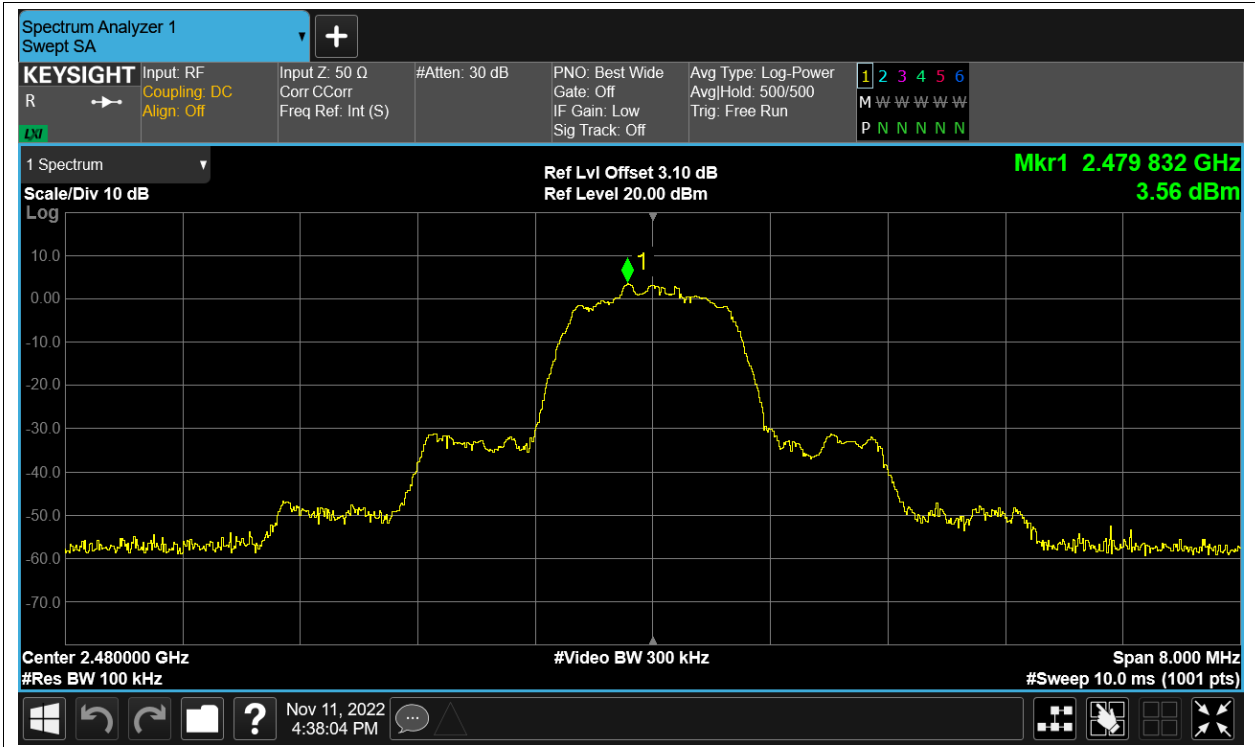 Spectrum Analyzer 1
Swept SA
+
KEYSIGHT
R
LXI
Input: RF
Coupling: DC
Align: Off
Input Z: 50 Ω
Corr CCorr
Freq Ref: Int (S)
#Atten: 30 dB
PNO: Best Wide
Gate: Off
IF Gain: Low
Sig Track: Off
Avg Type: Log-Power
Avg|Hold: 500/500
Trig: Free Run
1 2 3 4 5 6
M W W W W W
P N N N N N
1 Spectrum
Scale/Div 10 dB
Log
Ref Lvl Offset 3.10 dB
Ref Level 20.00 dBm
Mkr1 2.479 832 GHz
3.56 dBm
1
10.0
0.00
-10.0
-20.0
-30.0
-40.0
-50.0
-60.0
-70.0
Center 2.480000 GHz
#Res BW 100 kHz
#Video BW 300 kHz
Span 8.000 MHz
#Sweep 10.0 ms (1001 pts)
?
Nov 11, 2022
4:38:04 PM